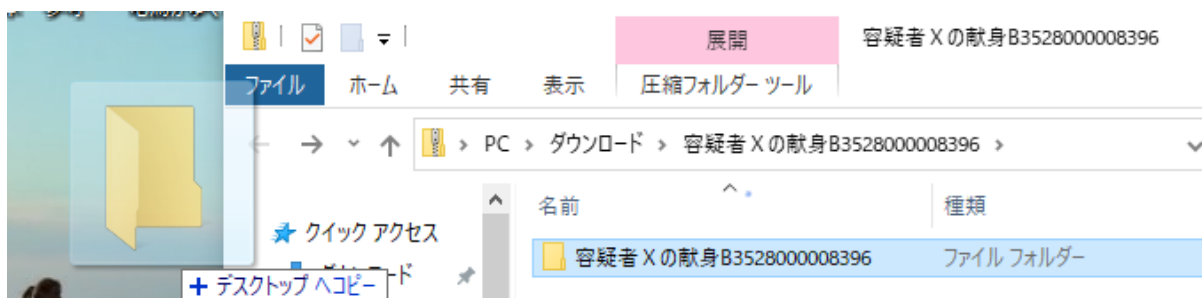 展開
容疑者Xの献身B3528000008396
ファイル
ホーム
共有
表示
圧縮フォルダー ツール
PC › ダウンロード › 容疑者Xの献身B3528000008396 ›
名前
種類
クイック アクセス
容疑者Xの献身B3528000008396
ファイル フォルダー
+ デスクトップ へコピー